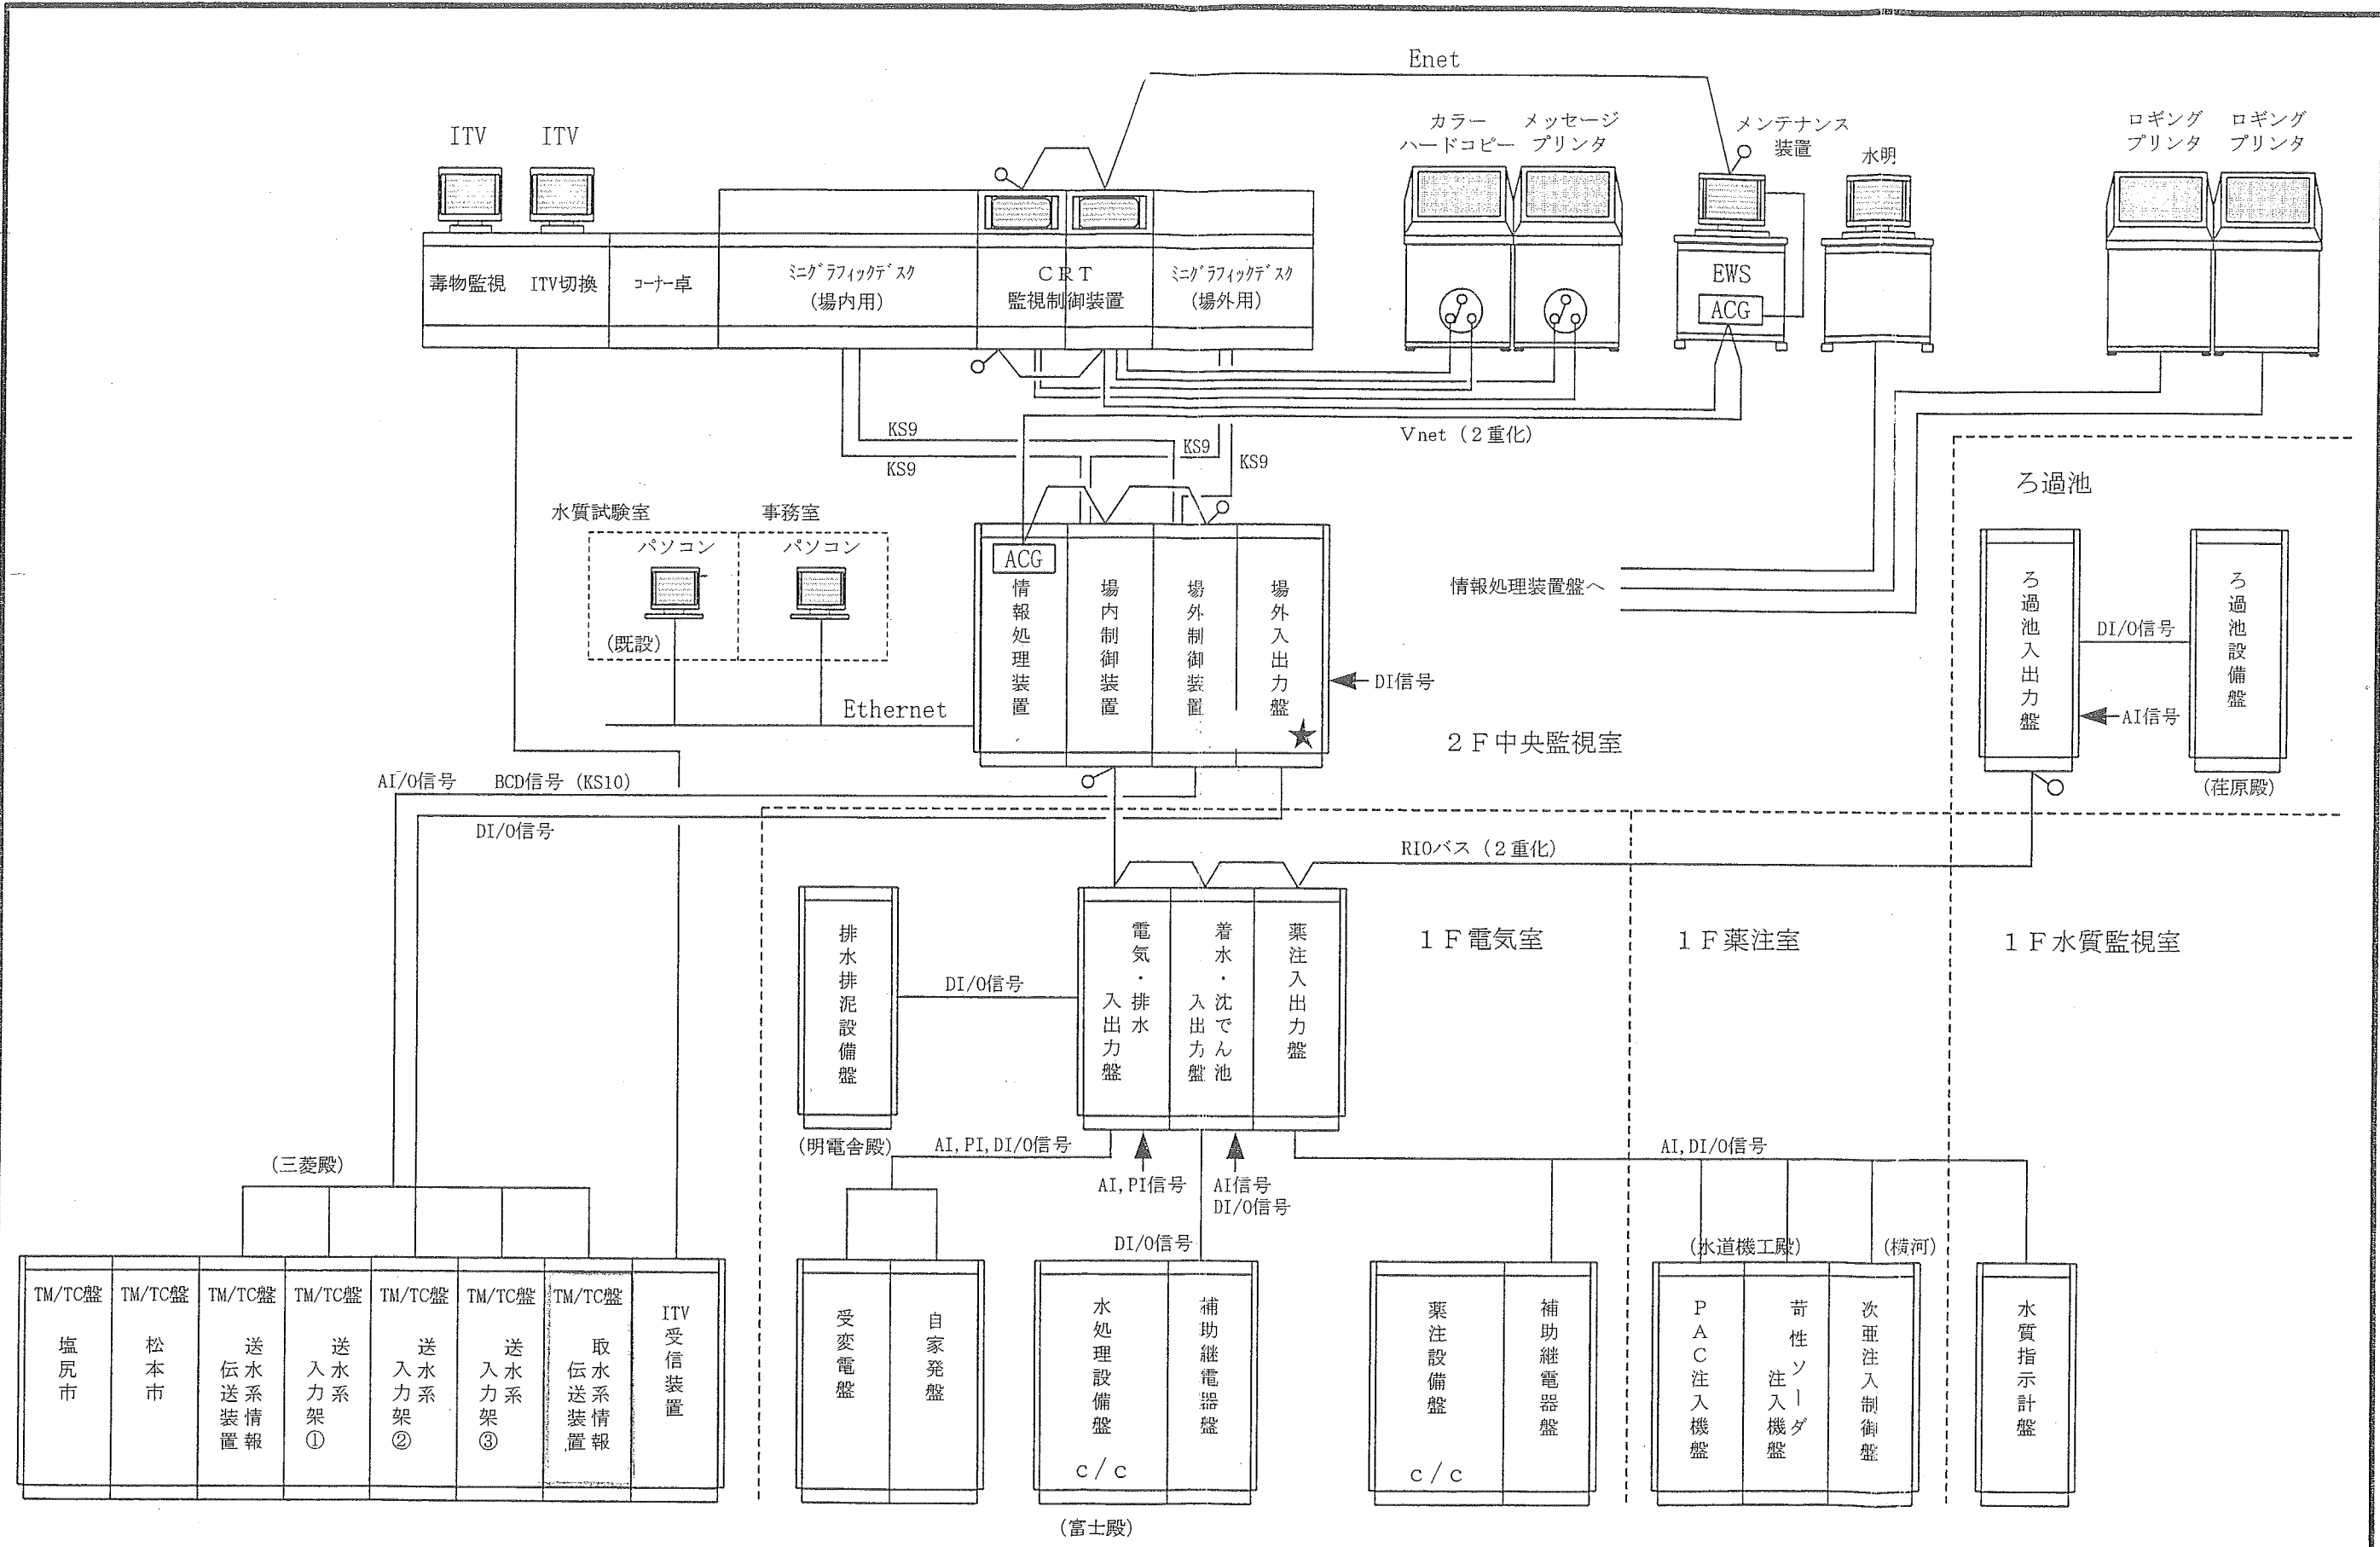 Enet
ITV
ITV
カラー
ハードコピー
メッセージ
プリンタ
メンテナンス
装置
水明
ロギング
プリンタ
ロギング
プリンタ
毒物監視
ITV切換
コーナー卓
ミニグラフィックデスク
(場内用)
CRT
監視制御装置
ミニグラフィックデスク
(場外用)
EWS
ACG
KS9
KS9
KS9
KS9
Vnet (2重化)
水質試験室
事務室
パソコン
パソコン
(既設)
Ethernet
ACG
情報処理装置
場内制御装置
場外制御装置
場外入出力盤
★
DI信号
情報処理装置盤へ
2F中央監視室
ろ過池
ろ過池入出力盤
DI/O信号
ろ過池設備盤
AI信号
(荏原殿)
AI/O信号
BCD信号 (KS10)
DI/O信号
RIOバス (2重化)
排水排泥設備盤
(明電舎殿)
DI/O信号
電気・排水
入出力盤
着水・沈でん池
入出力盤
薬注入出力盤
1F電気室
1F薬注室
1F水質監視室
AI,PI,DI/O信号
AI,PI信号
AI信号
DI/O信号
DI/O信号
AI,DI/O信号
(三菱殿)
TM/TC盤
塩尻市
TM/TC盤
松本市
TM/TC盤
送水系情報
伝送装置
TM/TC盤
送水系
入力架①
TM/TC盤
送水系
入力架②
TM/TC盤
送水系
入力架③
TM/TC盤
取水系情報
伝送装置
ITV
受信装置
受変電盤
自家発盤
水処理設備盤
c/c
補助継電器盤
(富士殿)
薬注設備盤
c/c
補助継電器盤
(水道機工殿)
(横河)
PAC注入機盤
苛性ソーダ
注入機盤
次亜注入制御盤
水質指示計盤